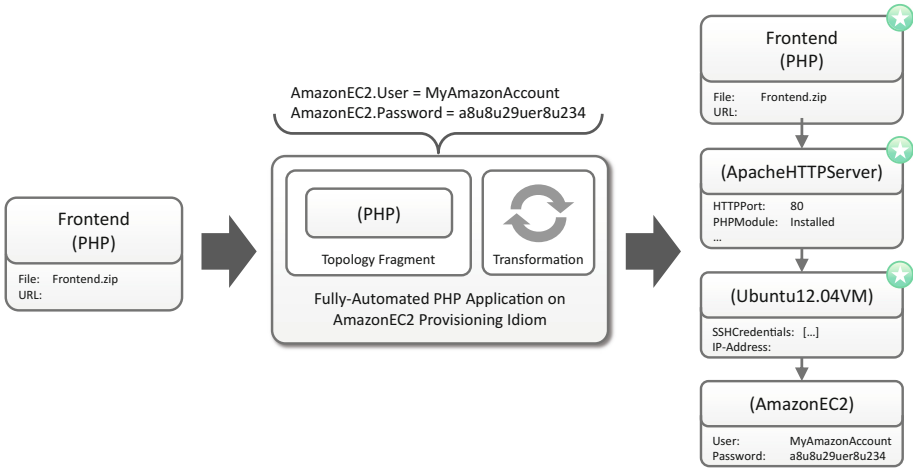 Frontend
(PHP)
File: Frontend.zip
URL:
AmazonEC2.User = MyAmazonAccount
AmazonEC2.Password = a8u8u29uer8u234
(PHP)
Topology Fragment
Transformation
Fully-Automated PHP Application on
AmazonEC2 Provisioning Idiom
Frontend
(PHP)
File: Frontend.zip
URL:
(ApacheHTTPServer)
HTTPPort: 80
PHPModule: Installed
...
(Ubuntu12.04VM)
SSHCredentials: [...]
IP-Address:
(AmazonEC2)
User: MyAmazonAccount
Password: a8u8u29uer8u234